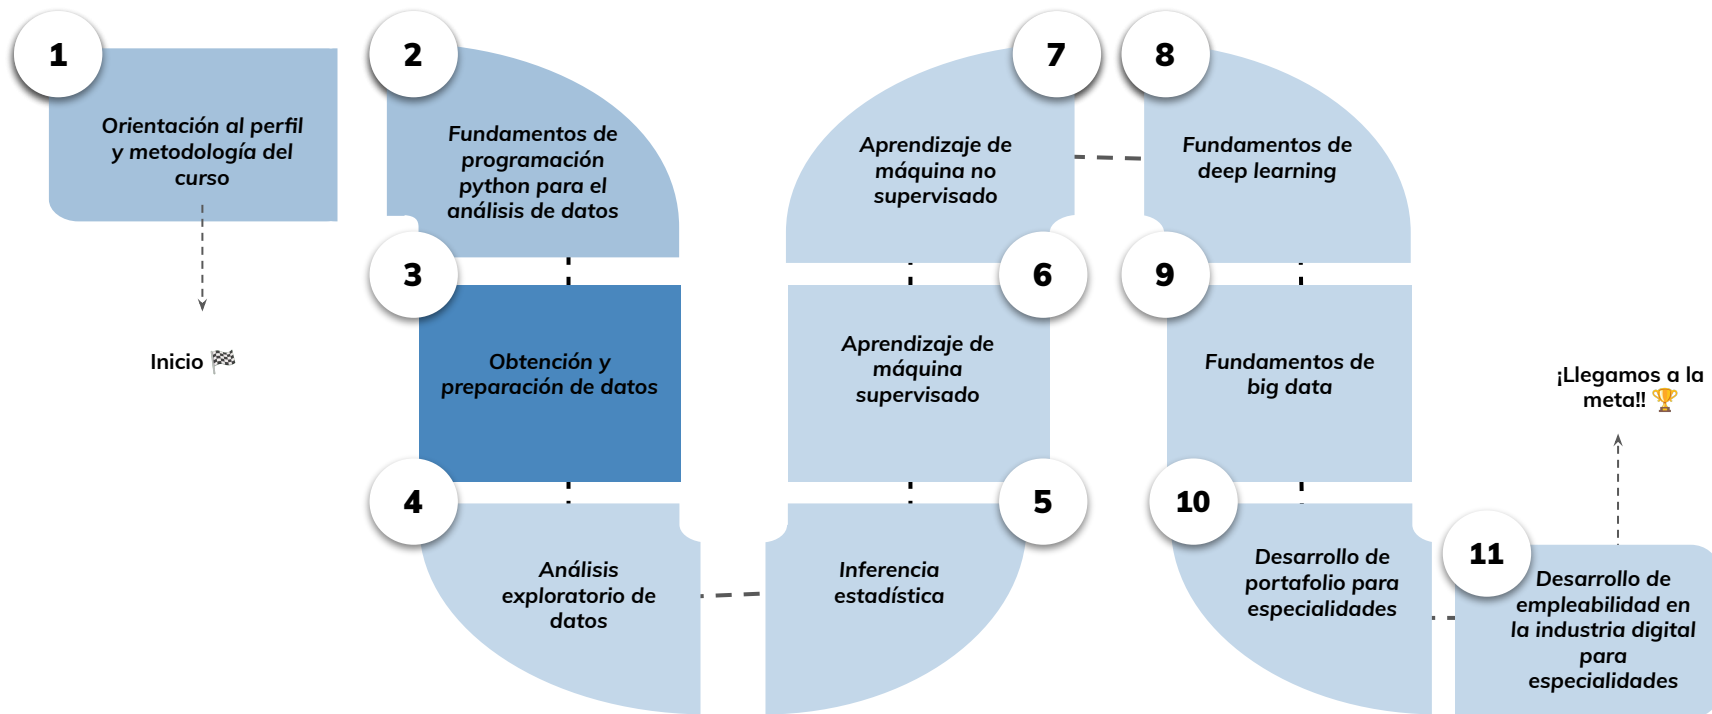 1
Orientación al perfil
y metodología del
curso
Inicio 🏁
2
Fundamentos de
programación
python para el
análisis de datos
3
Obtención y
preparación de datos
4
Análisis
exploratorio de
datos
5
Inferencia
estadística
6
Aprendizaje de
máquina
supervisado
7
Aprendizaje de
máquina no
supervisado
8
Fundamentos de
deep learning
9
Fundamentos de
big data
10
Desarrollo de
portafolio para
especialidades
11
Desarrollo de
empleabilidad en
la industria digital
para
especialidades
¡Llegamos a la
meta!! 🏆